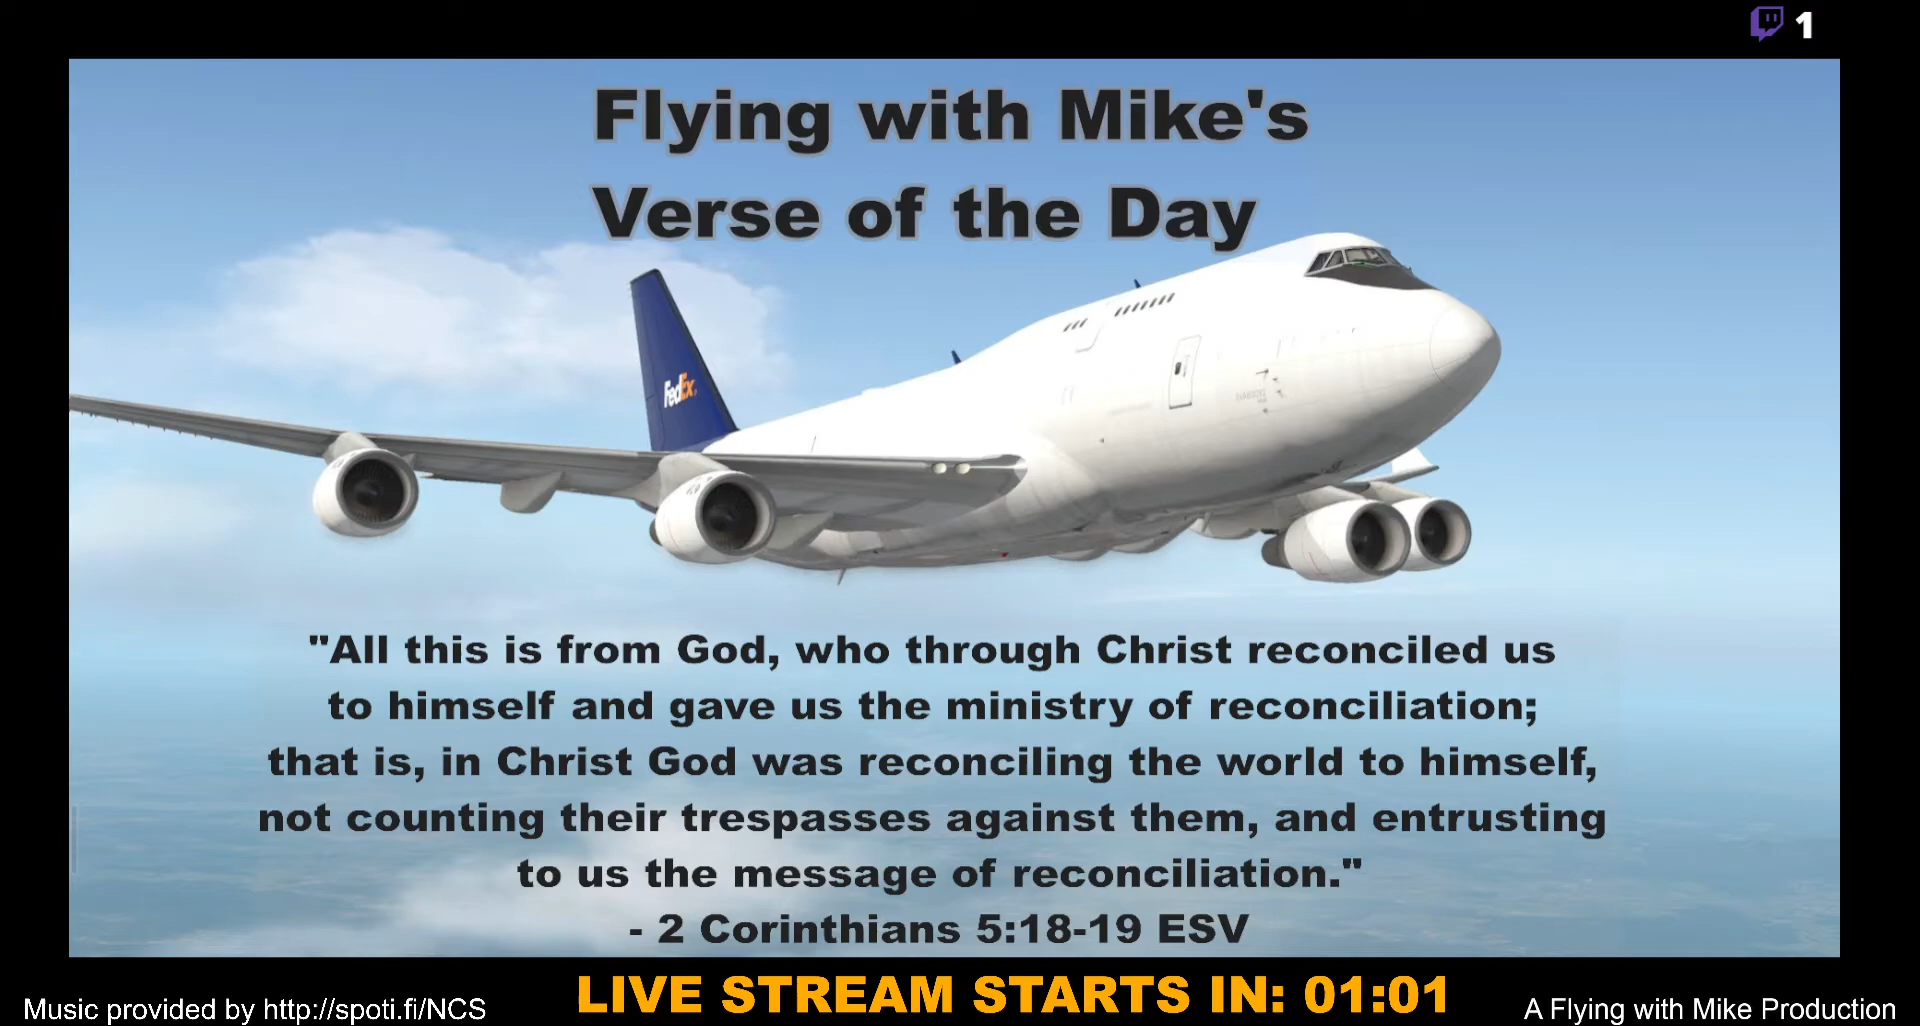 1
Flying with Mike's
Verse of the Day
FedEx
"All this is from God, who through Christ reconciled us
to himself and gave us the ministry of reconciliation;
that is, in Christ God was reconciling the world to himself,
not counting their trespasses against them, and entrusting
to us the message of reconciliation."
- 2 Corinthians 5:18-19 ESV
LIVE STREAM STARTS IN: 01:01
Music provided by http://spoti.fi/NCS
A Flying with Mike Production